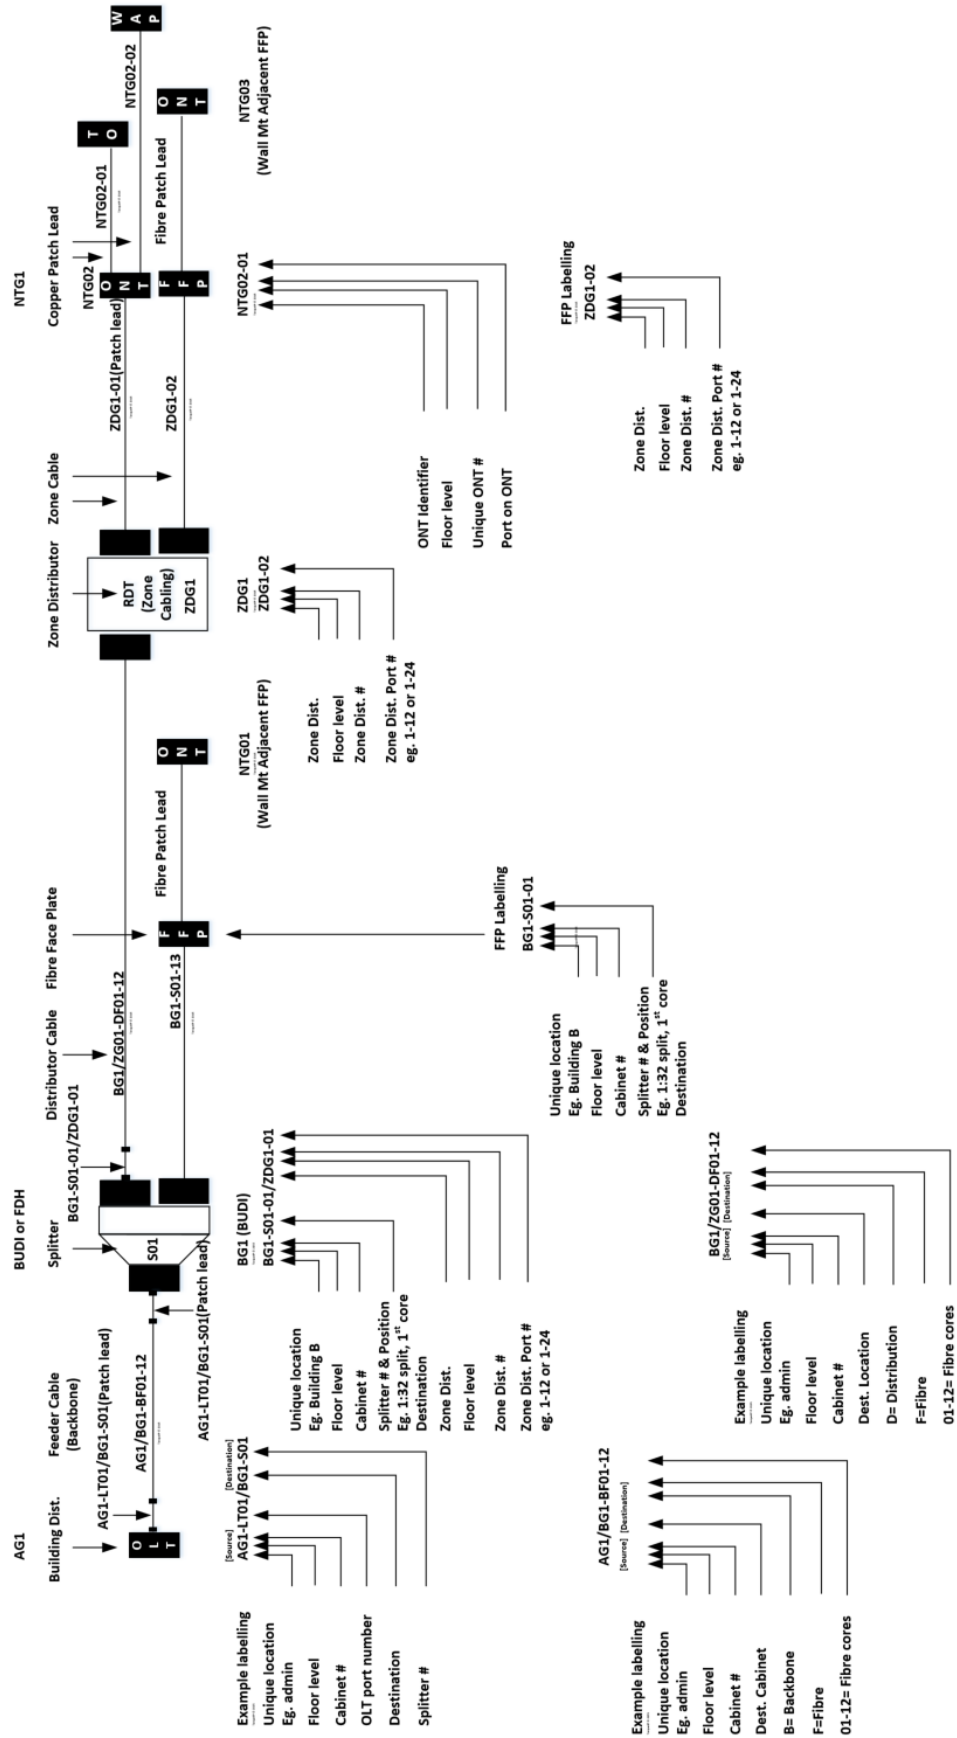 AG1
BUDI or FDH
NTG1
Building Dist.
Feeder Cable
(Backbone)
Splitter
Distributor Cable
Fibre Face Plate
Zone Distributor
Zone Cable
Copper Patch Lead
AG1-LT01/BG1-S01(Patch lead)
AG1/BG1-BF01-12
AG1-LT01/BG1-S01(Patch lead)
BG1-S01-01/ZDG1-01
BG1/ZG01-DF01-12
BG1-S01-13
OLT
S01
FFP
Fibre Patch Lead
ONT
NTG01
(Wall Mt Adjacent FFP)
RDT
(Zone
Cabling)
ZDG1
ZDG1-01(Patch lead)
ZDG1-02
NTG02
ONT
FFP
NTG02-01
NTG02-02
TO
WAP
Fibre Patch Lead
ONT
NTG03
(Wall Mt Adjacent FFP)
[Source]
[Destination]
AG1-LT01/BG1-S01
Example labelling
Unique location
Eg. admin
Floor level
Cabinet #
OLT port number
Destination
Splitter #
BG1 (BUDI)
BG1-S01-01/ZDG1-01
Unique location
Eg. Building B
Floor level
Cabinet #
Splitter # & Position
Eg. 1:32 split, 1st core
Destination
Zone Dist.
Floor level
Zone Dist. #
Zone Dist. Port #
eg. 1-12 or 1-24
ZDG1
ZDG1-02
Zone Dist.
Floor level
Zone Dist. #
Zone Dist. Port #
eg. 1-12 or 1-24
NTG02-01
ONT Identifier
Floor level
Unique ONT #
Port on ONT
FFP Labelling
BG1-S01-01
Unique location
Eg. Building B
Floor level
Cabinet #
Splitter # & Position
Eg. 1:32 split, 1st core
Destination
FFP Labelling
ZDG1-02
Zone Dist.
Floor level
Zone Dist. #
Zone Dist. Port #
eg. 1-12 or 1-24
AG1/BG1-BF01-12
[Source] [Destination]
Example labelling
Unique location
Eg. admin
Floor level
Cabinet #
Dest. Cabinet
B= Backbone
F=Fibre
01-12= Fibre cores
BG1/ZG01-DF01-12
[Source] [Destination]
Example labelling
Unique location
Eg. admin
Floor level
Cabinet #
Dest. Location
D= Distribution
F=Fibre
01-12= Fibre cores